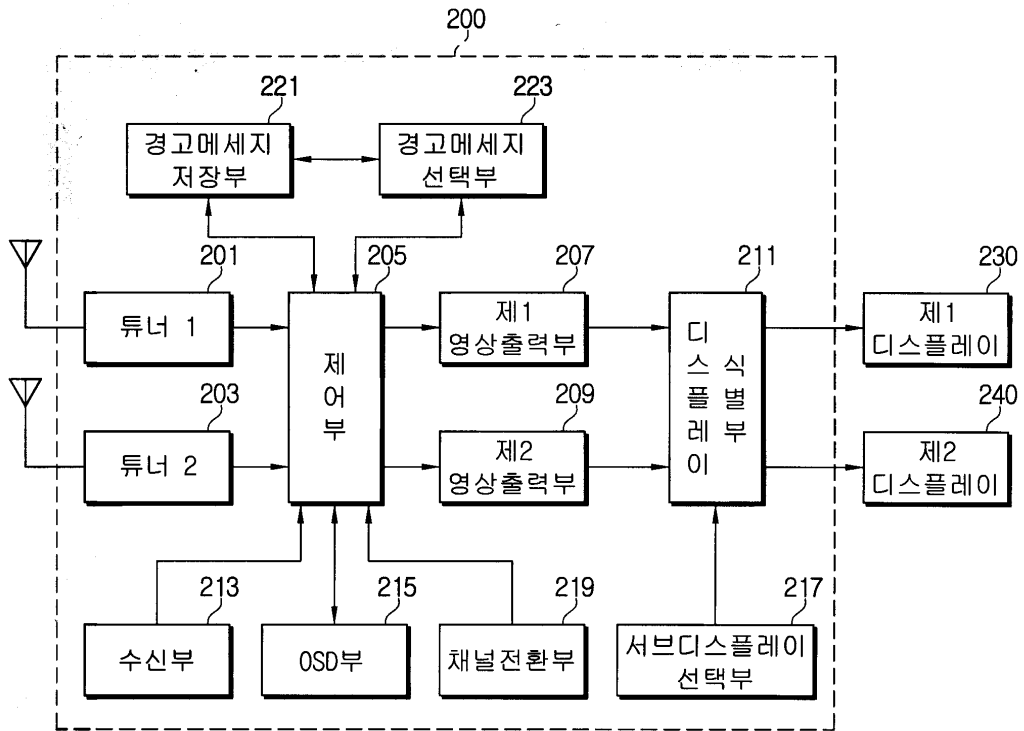 200
221
223
경고메세지
저장부
경고메세지
선택부
201
205
207
211
230
튜너 1
제어부
제1
영상출력부
디스플레이
식별부
제1
디스플레이
203
209
240
튜너 2
제2
영상출력부
제2
디스플레이
213
215
219
217
수신부
OSD부
채널전환부
서브디스플레이
선택부